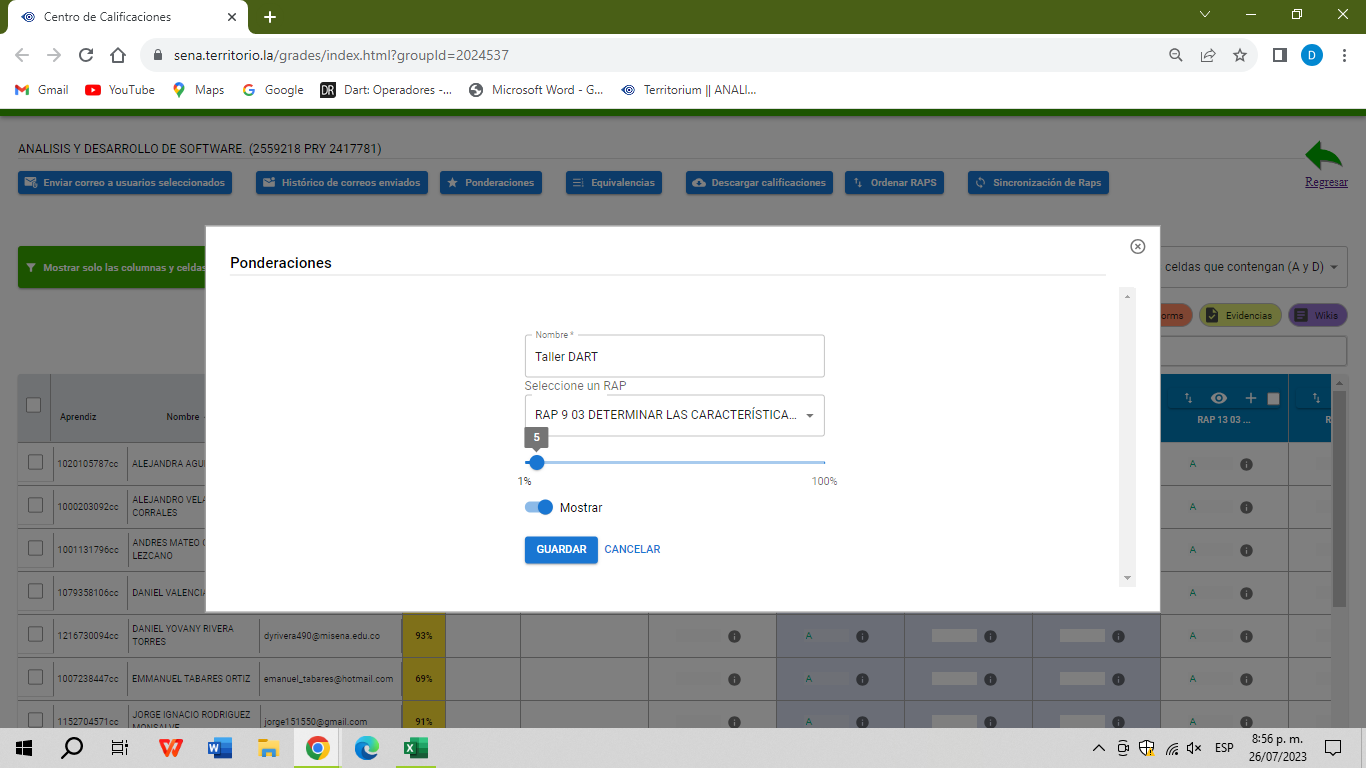 Centro de Calificaciones
sena.territorio.la/grades/index.html?groupId=2024537
D
Gmail
YouTube
Maps
Google
DR Dart: Operadores -...
Microsoft Word - G...
Territorium || ANALI...
ANALISIS Y DESARROLLO DE SOFTWARE. (2559218 PRY 2417781)
Enviar correo a usuarios seleccionados
Histórico de correos enviados
Ponderaciones
Equivalencias
Descargar calificaciones
Ordenar RAPS
Sincronización de Raps
Regresar
Mostrar solo las columnas y celdas
celdas que contengan (A y D)
Evidencias
Wikis
Ponderaciones
Nombre *
Taller DART
Seleccione un RAP
RAP 9 03 DETERMINAR LAS CARACTERÍSTICA...
5
1%
100%
Mostrar
GUARDAR
CANCELAR
Aprendiz
Nombre
RAP 13 03 ...
1020105787cc
A
1000203092cc
ALEJANDRO VELA
CORRALES
A
1001131796cc
ANDRES MATEO
LEZCANO
A
1079358106cc
DANIEL VALENCIA
A
1216730094cc
DANIEL YOVANY RIVERA
TORRES
dyrivera490@misena.edu.co
93%
A
A
1007238447cc
EMMANUEL TABARES ORTIZ
emanuel_tabares@hotmail.com
69%
A
A
1152704571cc
JORGE IGNACIO RODRIGUEZ
MONSALVE
jorge151550@gmail.com
91%
A
A
ESP
8:56 p. m.
26/07/2023